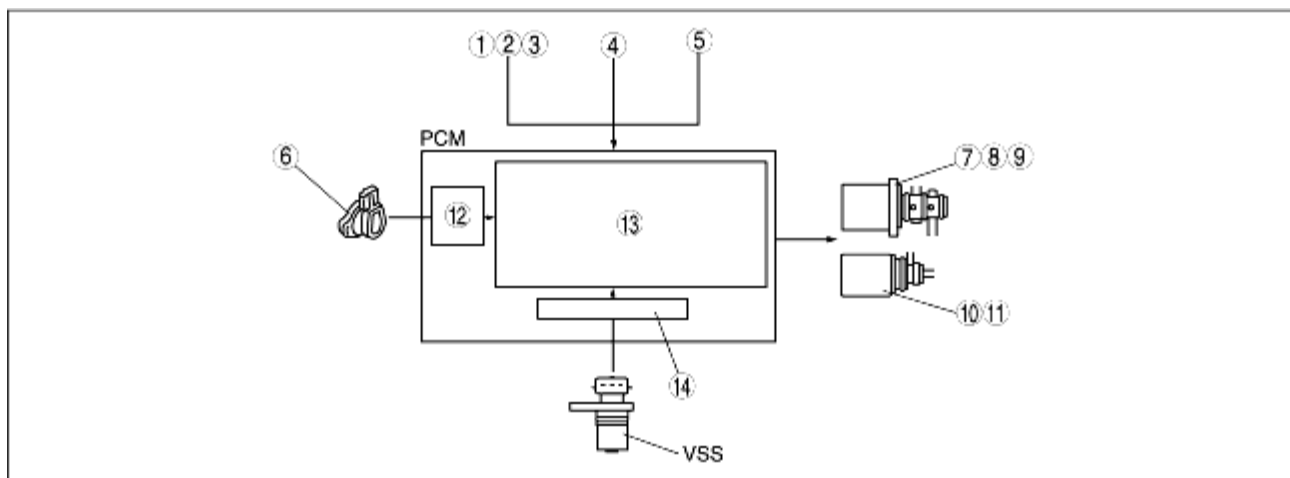 ① ② ③ ④ ⑤
PCM
⑥ ⑦ ⑧ ⑨
⑫ ⑬
⑩ ⑪
⑭
VSS